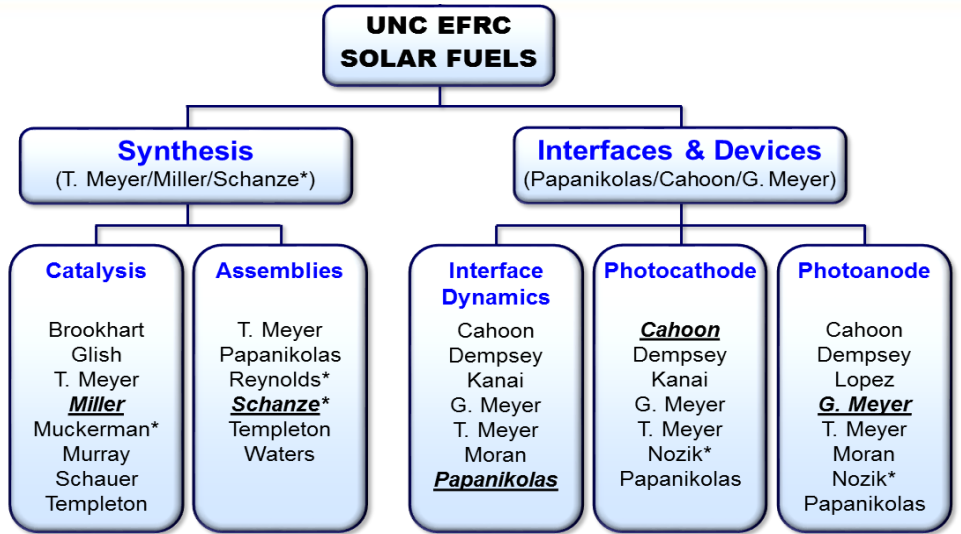 UNC EFRC
SOLAR FUELS
Synthesis
(T. Meyer/Miller/Schanze*)
Interfaces & Devices
(Papanikolas/Cahoon/G. Meyer)
Catalysis
Brookhart
Glish
T. Meyer
Miller
Muckerman*
Murray
Schauer
Templeton
Assemblies
T. Meyer
Papanikolas
Reynolds*
Schanze*
Templeton
Waters
Interface
Dynamics
Cahoon
Dempsey
Kanai
G. Meyer
T. Meyer
Moran
Papanikolas
Photocathode
Cahoon
Dempsey
Kanai
G. Meyer
T. Meyer
Nozik*
Papanikolas
Photoanode
Cahoon
Dempsey
Lopez
G. Meyer
T. Meyer
Moran
Nozik*
Papanikolas